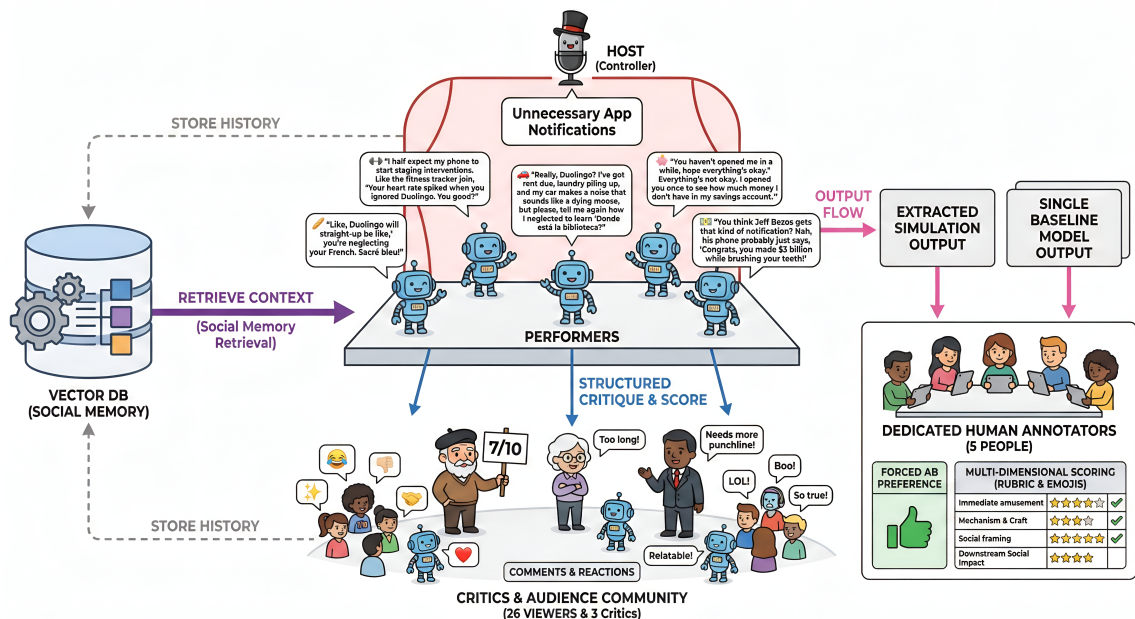 HOST
(Controller)
Unnecessary App
Notifications
STORE HISTORY
"I half expect my phone to
start staging interventions.
Like the fitness tracker join,
"Your heart rate spiked when you
ignored Duolingo. You good?"
"Really, Duolingo? I've got
rent due, laundry piling up,
and my car makes a noise that
sounds like a dying moose,
but please, tell me again how
I neglected to learn 'Donde
está la biblioteca?"
"You haven't opened me in a
while, hope everything's okay."
Everything's not okay. I opened
you once to see how much money I
don't have in my savings account."
"Like, Duolingo will
straight-up be like,'
you're neglecting
your French. Sacré bleu!"
"You think Jeff Bezos gets
that kind of notification? Nah,
his phone probably just says,
'Congrats, you made $3 billion
while brushing your teeth!'
OUTPUT
FLOW
EXTRACTED
SIMULATION
OUTPUT
SINGLE
BASELINE
MODEL
OUTPUT
RETRIEVE CONTEXT
(Social Memory
Retrieval)
PERFORMERS
VECTOR DB
(SOCIAL MEMORY)
STRUCTURED
CRITIQUE & SCORE
7/10
Too long!
Needs more
punchline!
LOL!
Boo!
So true!
Relatable!
STORE HISTORY
COMMENTS & REACTIONS
CRITICS & AUDIENCE COMMUNITY
(26 VIEWERS & 3 Critics)
DEDICATED HUMAN ANNOTATORS
(5 PEOPLE)
FORCED AB
PREFERENCE
MULTI-DIMENSIONAL SCORING
(RUBRIC & EMOJIS)
Immediate amusement
Mechanism & Craft
Social framing
Downstream Social
Impact